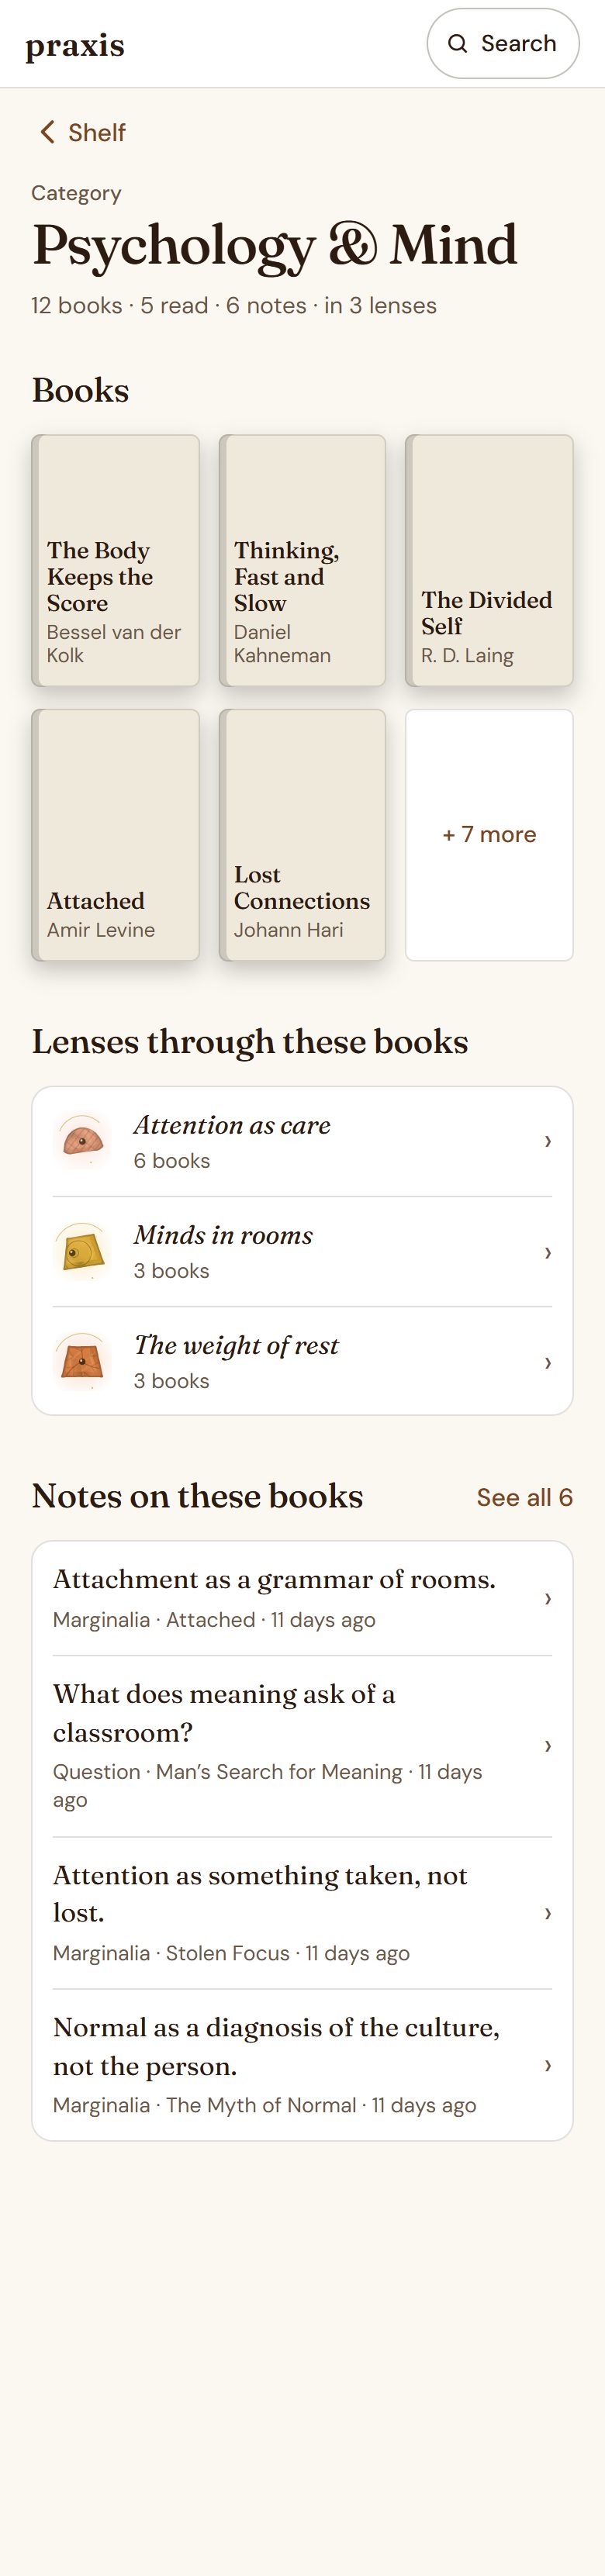 praxis
Search
Shelf
Category
Psychology & Mind
12 books · 5 read · 6 notes · in 3 lenses
Books
The Body
Keeps the
Score
Bessel van der
Kolk
Thinking,
Fast and
Slow
Daniel
Kahneman
The Divided
Self
R. D. Laing
Attached
Amir Levine
Lost
Connections
Johann Hari
+ 7 more
Lenses through these books
Attention as care
6 books
›
Minds in rooms
3 books
›
The weight of rest
3 books
›
Notes on these books
See all 6
Attachment as a grammar of rooms.
Marginalia · Attached · 11 days ago
›
What does meaning ask of a
classroom?
Question · Man’s Search for Meaning · 11 days
ago
›
Attention as something taken, not
lost.
Marginalia · Stolen Focus · 11 days ago
›
Normal as a diagnosis of the culture,
not the person.
Marginalia · The Myth of Normal · 11 days ago
›